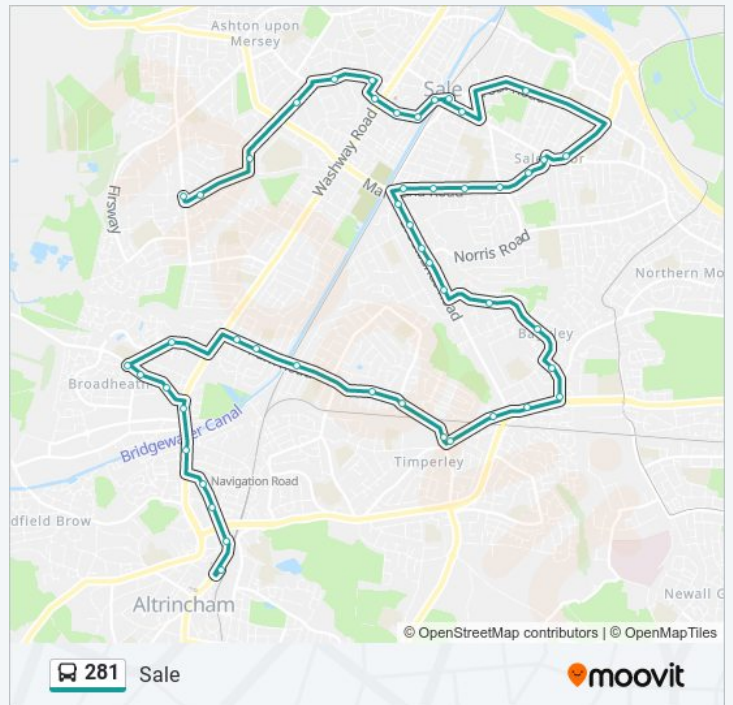 Ashton upon
Mersey
Sale
Washway Road
Sale
Firsway
Norris Road
Northern Mo
Broadheath
Bridgewater Canal
Timperley
Navigation Road
dfield Brow
Altrincham
Newall G
© OpenStreetMap contributors | © OpenMapTiles
281 Sale
moovit